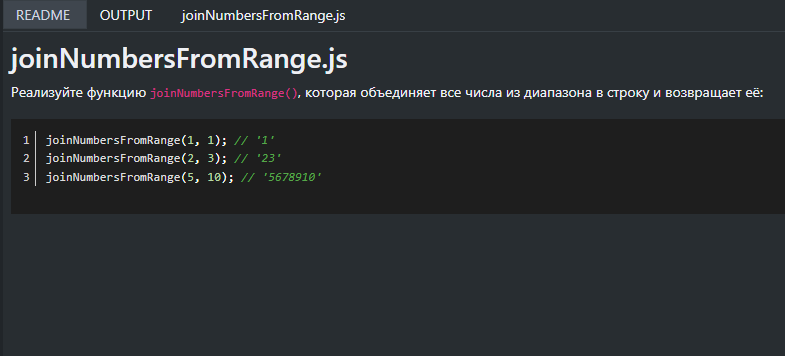 README OUTPUT joinNumbersFromRange.js
joinNumbersFromRange.js
Реализуйте функцию joinNumbersFromRange(), которая объединяет все числа из диапазона в строку и возвращает её:
1 joinNumbersFromRange(1, 1); // '1'
2 joinNumbersFromRange(2, 3); // '23'
3 joinNumbersFromRange(5, 10); // '5678910'